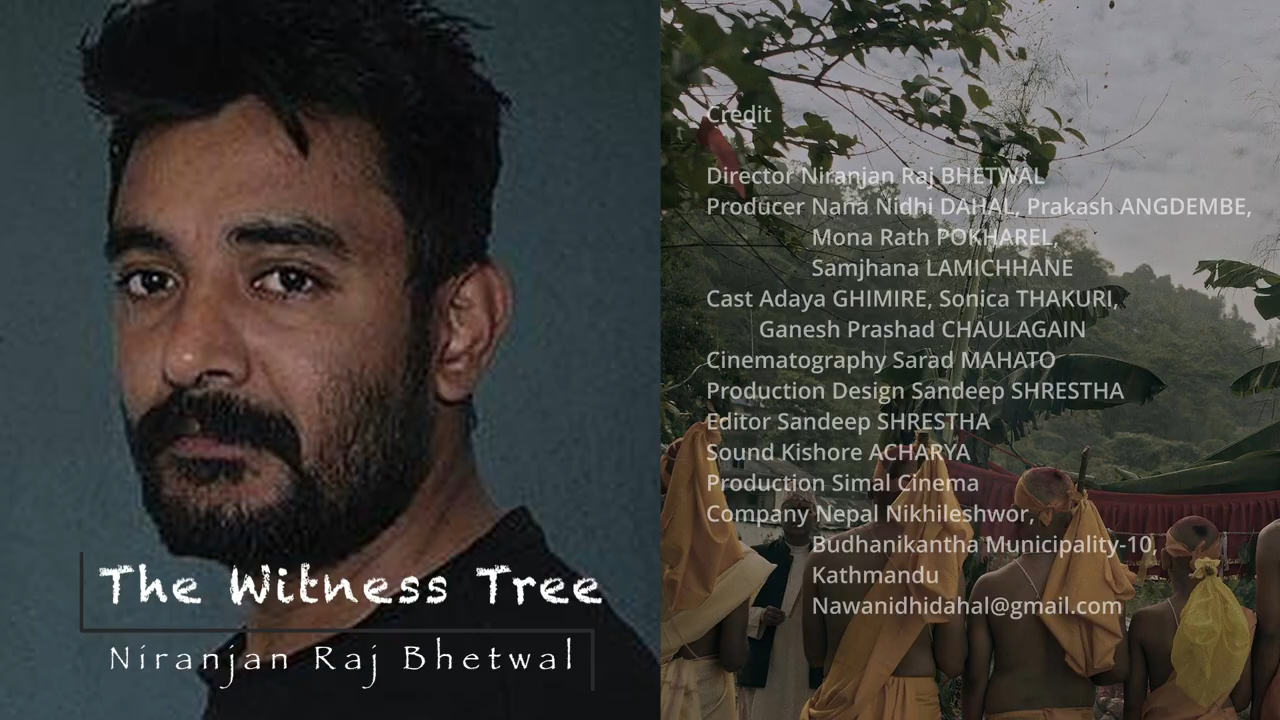 The Witness Tree
Niranjan Raj Bhetwal
Credit
Director Niranjan Raj BHETWAL
Producer Nana Nidhi DAHAL, Prakash ANGDEMBE,
Mona Rath POKHAREL,
Samjhana LAMICHHANE
Cast Adaya GHIMIRE, Sonica THAKURI,
Ganesh Prashad CHAULAGAIN
Cinematography Sarad MAHATO
Production Design Sandeep SHRESTHA
Editor Sandeep SHRESTHA
Sound Kishore ACHARYA
Production Simal Cinema
Company Nepal Nikhileshwor,
Budhanikantha Municipality-10,
Kathmandu
Nawanidhidahal@gmail.com